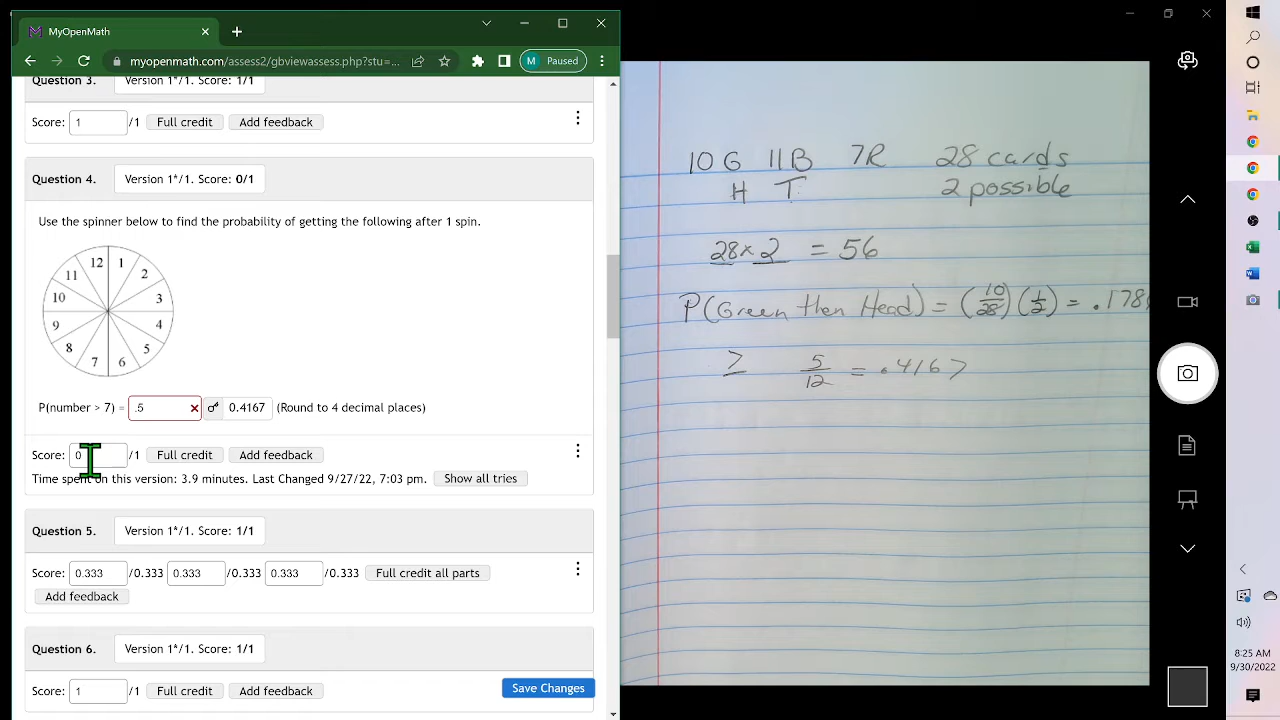 MyOpenMath
myopenmath.com/assess2/gbviewassess.php?stu=...
M Paused
Question 3. Version 1*/1. Score: 1/1
Score: 1 /1 Full credit Add feedback
Question 4. Version 1*/1. Score: 0/1
Use the spinner below to find the probability of getting the following after 1 spin.
12 1
11 2
10 3
9 4
8 5
7 6
P(number > 7) = .5 0.4167 (Round to 4 decimal places)
Score: 0 /1 Full credit Add feedback
Time spent on this version: 3.9 minutes. Last Changed 9/27/22, 7:03 pm. Show all tries
Question 5. Version 1*/1. Score: 1/1
Score: 0.333 /0.333 0.333 /0.333 0.333 /0.333 Full credit all parts
Add feedback
Question 6. Version 1*/1. Score: 1/1
Score: 1 /1 Full credit Add feedback
Save Changes
10 G 11B 7R 28 cards
H T 2 possible
28 x 2 = 56
P(Green then Head) = (10/28) (1/2) = .178
5/12 = .4167
8:25 AM
9/30/2022